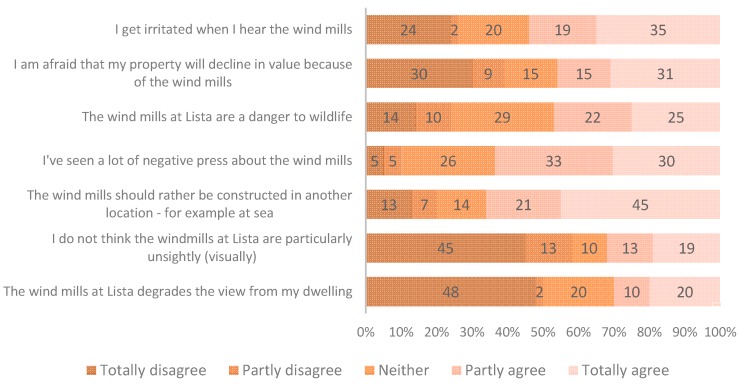 I get irritated when I hear the wind mills
24 2 20 19 35
I am afraid that my property will decline in value because
of the wind mills
30 9 15 15 31
The wind mills at Lista are a danger to wildlife
14 10 29 22 25
I've seen a lot of negative press about the wind mills
5 5 26 33 30
The wind mills should rather be constructed in another
location - for example at sea
13 7 14 21 45
I do not think the windmills at Lista are particularly
unsightly (visually)
45 13 10 13 19
The wind mills at Lista degrades the view from my dwelling
48 2 20 10 20
0% 10% 20% 30% 40% 50% 60% 70% 80% 90% 100%
Totally disagree Partly disagree Neither Partly agree Totally agree